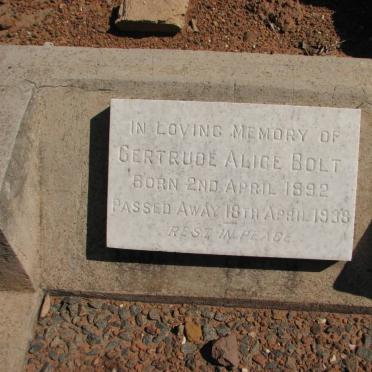 IN LOVING MEMORY OF
GERTRUDE ALICE BOLT
BORN 2ND APRIL 1892
PASSED AWAY 19TH APRIL 1938
REST IN PEACE